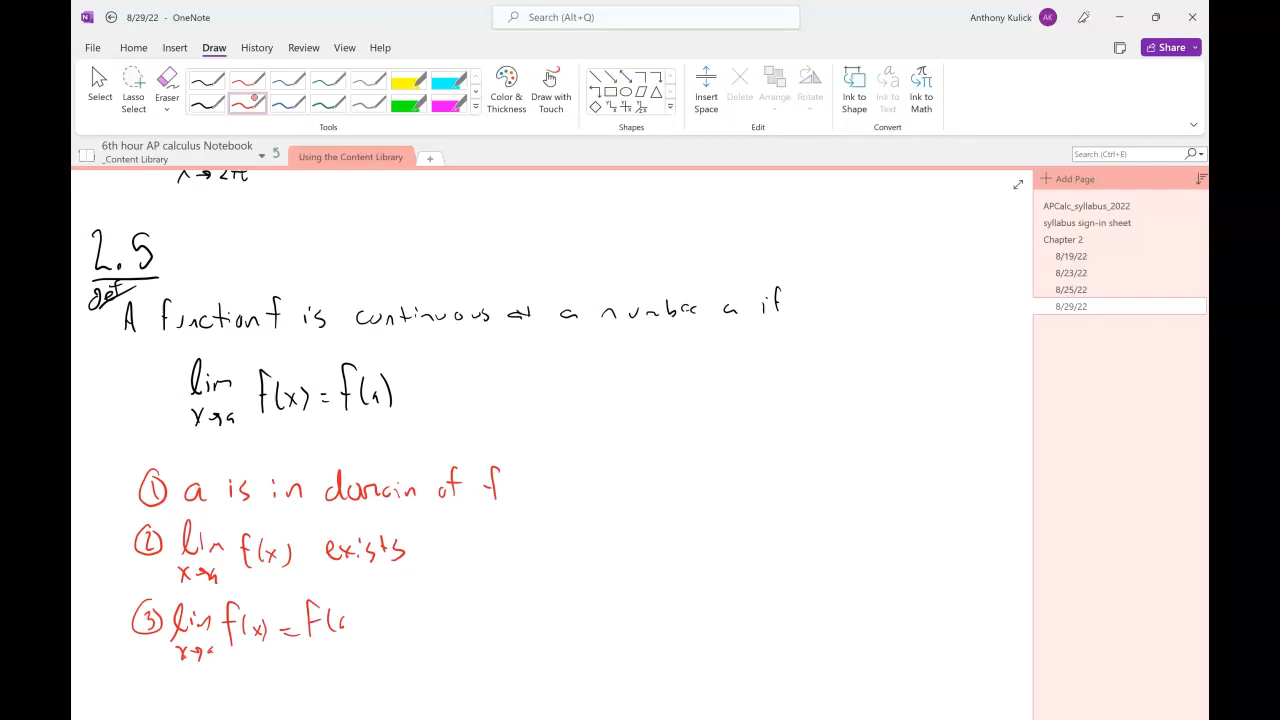 8/29/22 - OneNote
Search (Alt+Q)
Anthony Kulick AK
File Home Insert Draw History Review View Help
Share
Select Lasso Select Eraser
Color & Thickness Draw with Touch
Insert Space Delete Arrange Rotate
Ink to Shape Ink to Text Ink to Math
Tools Shapes Edit Convert
6th hour AP calculus Notebook
_Content Library
Using the Content Library
Search (Ctrl+E)
Add Page
APCalc_syllabus_2022
syllabus sign-in sheet
Chapter 2
8/19/22
8/23/22
8/25/22
8/29/22
x→2π
2.5
def
A function f is continuous at a number a if
lim f(x) = f(a)
x→a
① a is in domain of f
② lim f(x) exists
x→a
③ lim f(x) = f(a
x→a